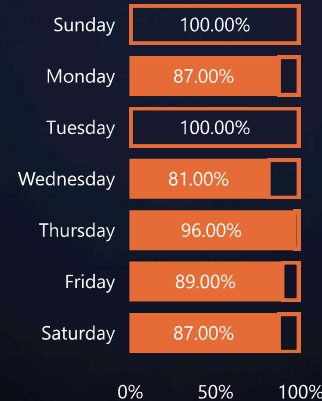 Sunday 100.00%
Monday 87.00%
Tuesday 100.00%
Wednesday 81.00%
Thursday 96.00%
Friday 89.00%
Saturday 87.00%
0% 50% 100%